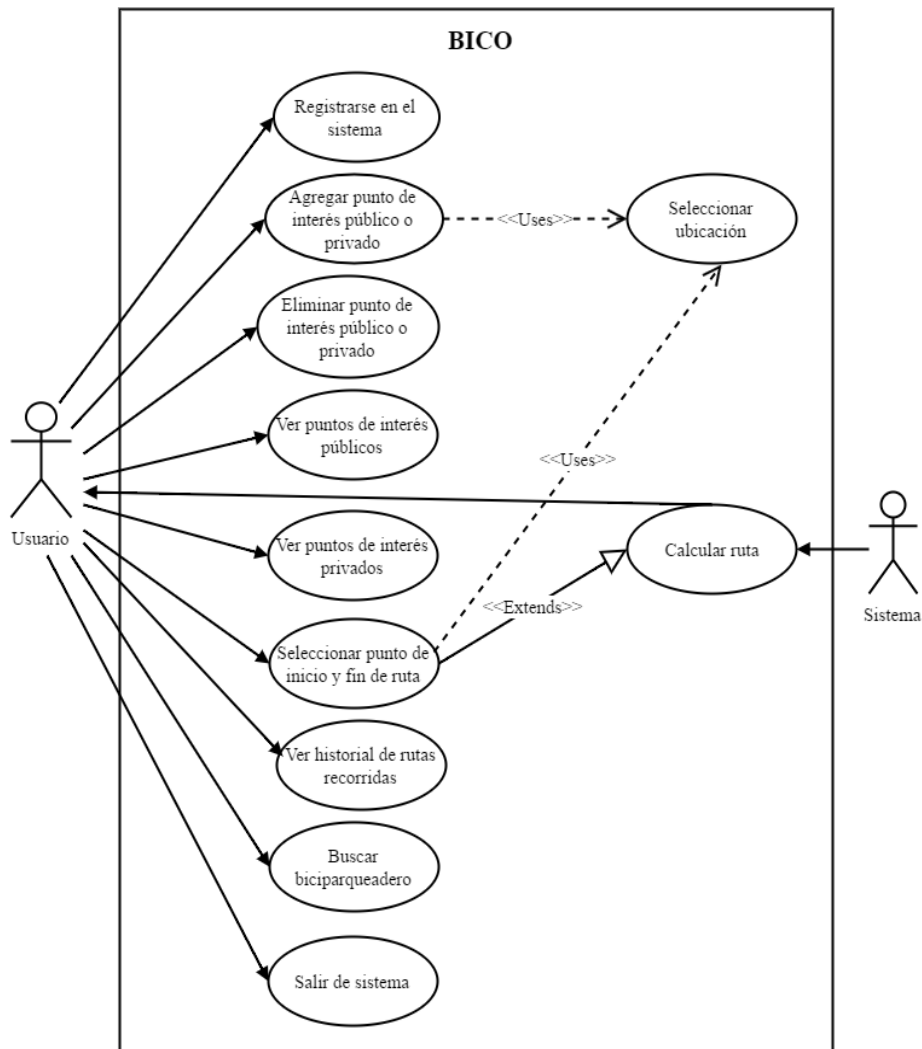 BICO
Registrarse en el
sistema
Agregar punto de
interés público o
privado
<<Uses>>
Seleccionar
ubicación
Eliminar punto de
interés público o
privado
Ver puntos de interés
públicos
<<Uses>>
Usuario
Ver puntos de interés
privados
Calcular ruta
Sistema
<<Extends>>
Seleccionar punto de
inicio y fín de ruta
Ver historial de rutas
recorridas
Buscar
biciparqueadero
Salir de sistema